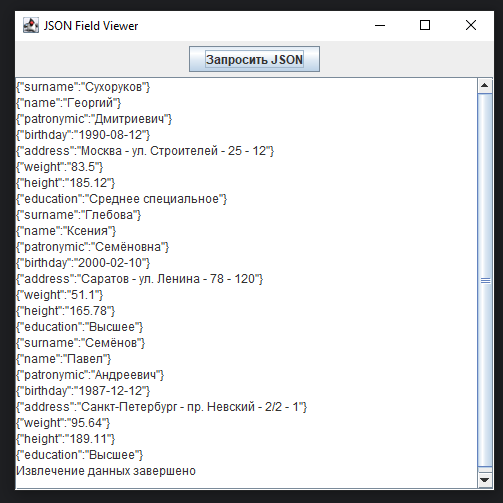 JSON Field Viewer
Запросить JSON
{"surname":"Сухоруков"}
{"name":"Георгий"}
{"patronymic":"Дмитриевич"}
{"birthday":"1990-08-12"}
{"address":"Москва - ул. Строителей - 25 - 12"}
{"weight":"83.5"}
{"height":"185.12"}
{"education":"Среднее специальное"}
{"surname":"Глебова"}
{"name":"Ксения"}
{"patronymic":"Семёновна"}
{"birthday":"2000-02-10"}
{"address":"Саратов - ул. Ленина - 78 - 120"}
{"weight":"51.1"}
{"height":"165.78"}
{"education":"Высшее"}
{"surname":"Семёнов"}
{"name":"Павел"}
{"patronymic":"Андреевич"}
{"birthday":"1987-12-12"}
{"address":"Санкт-Петербург - пр. Невский - 2/2 - 1"}
{"weight":"95.64"}
{"height":"189.11"}
{"education":"Высшее"}
Извлечение данных завершено